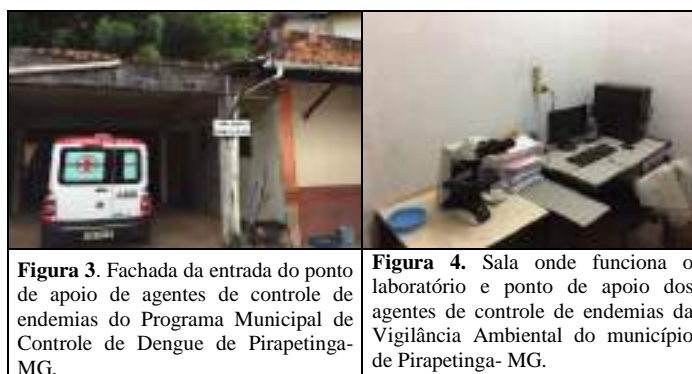 Figura 3. Fachada da entrada do ponto
de apoio de agentes de controle de
endemias do Programa Municipal de
Controle de Dengue de Pirapetinga-
MG.
Figura 4. Sala onde funciona o
laboratório e ponto de apoio dos
agentes de controle de endemias da
Vigilância Ambiental do município
de Pirapetinga- MG.